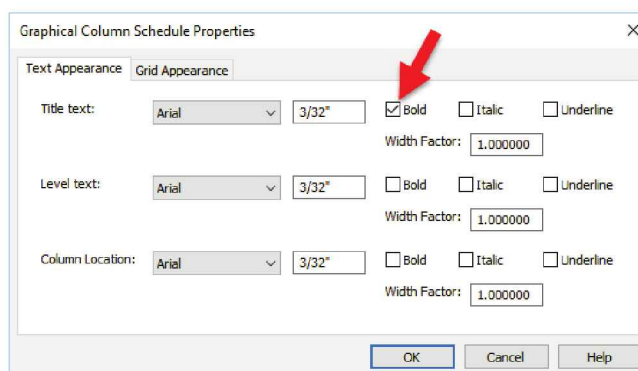 Graphical Column Schedule Properties
Text Appearance Grid Appearance
Title text: Arial 3/32" Bold Italic Underline
Width Factor: 1.000000
Level text: Arial 3/32" Bold Italic Underline
Width Factor: 1.000000
Column Location: Arial 3/32" Bold Italic Underline
Width Factor: 1.000000
OK Cancel Help